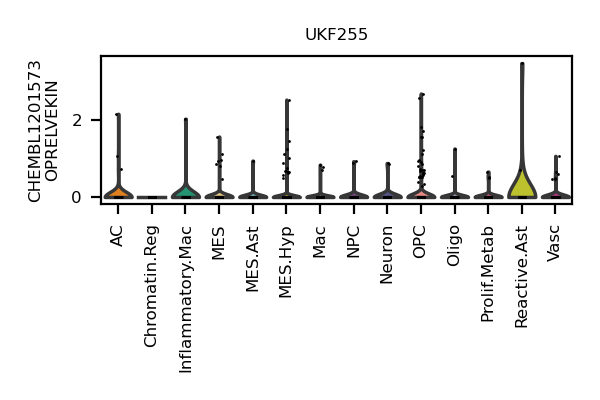 UKF255
CHEMBL1201573
OPRELVEKIN
2
0
AC
Chromatin.Reg
Inflammatory.Mac
MES
MES.Ast
MES.Hyp
Mac
NPC
Neuron
OPC
Oligo
Prolif.Metab
Reactive.Ast
Vasc